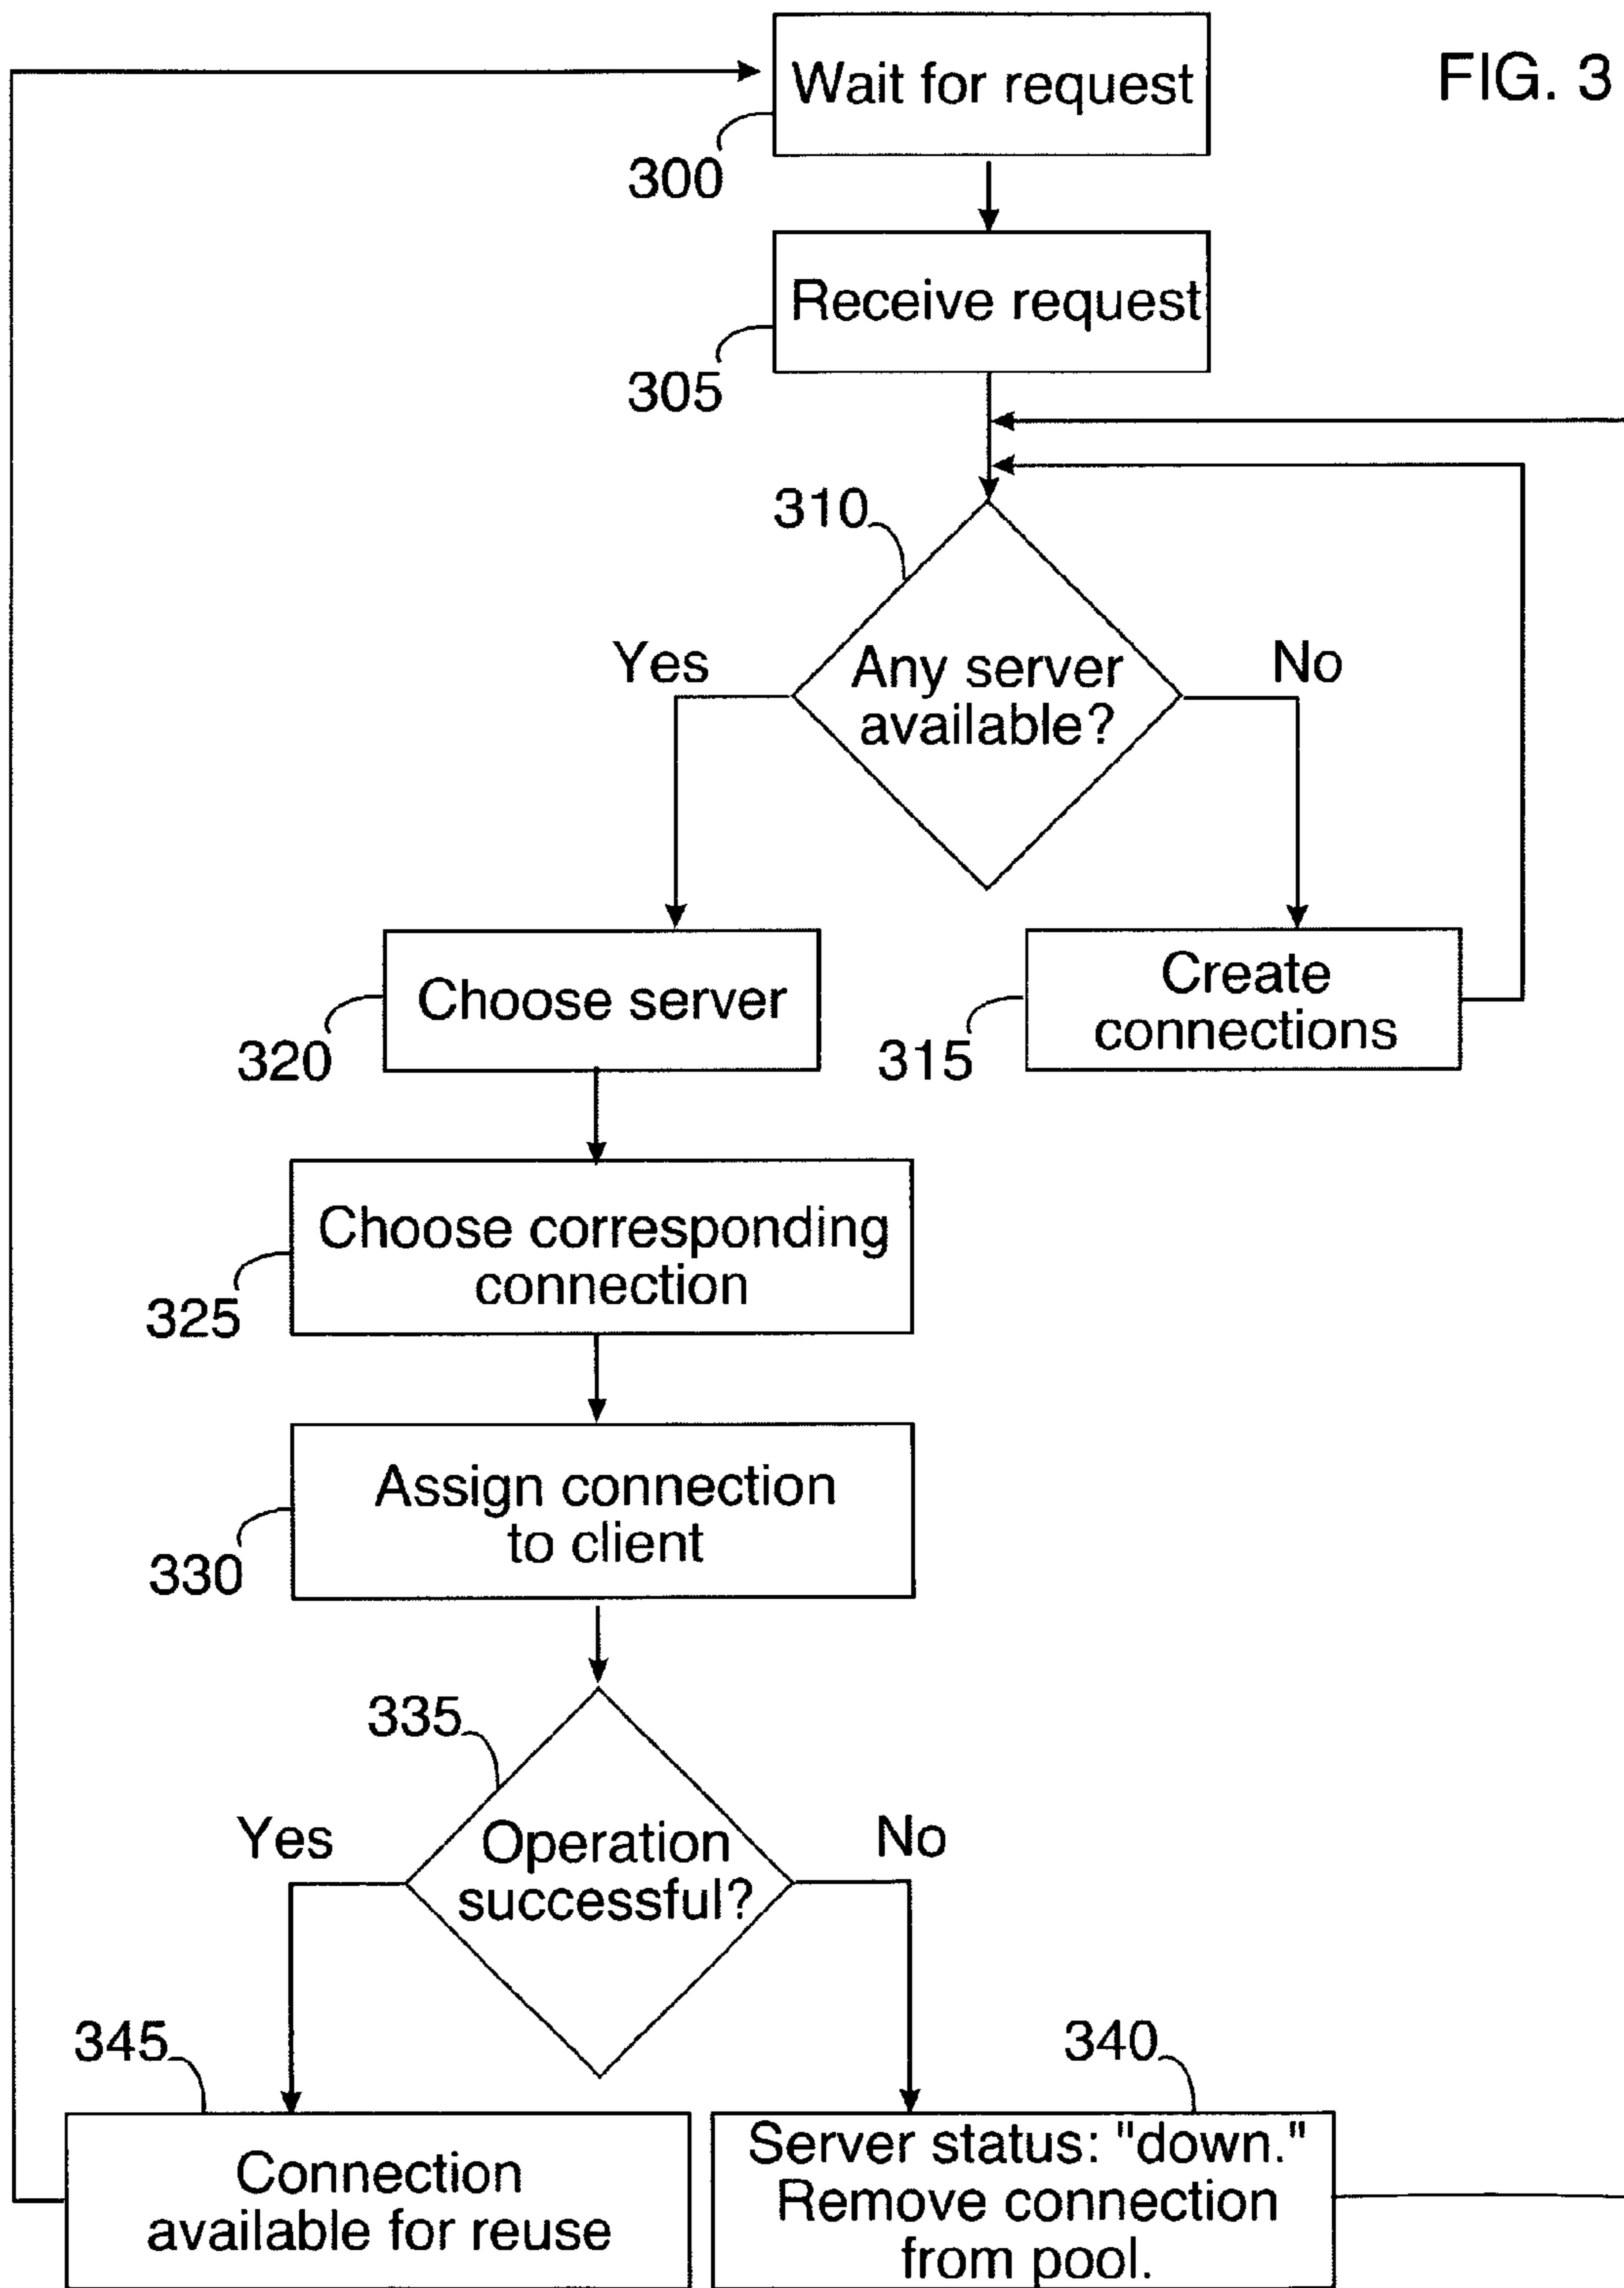 FIG. 3
Wait for request
300
Receive request
305
310
Yes
Any server
available?
No
Choose server
320
Create
connections
315
Choose corresponding
connection
325
Assign connection
to client
330
335
Yes
Operation
successful?
No
345
340
Connection
available for reuse
Server status: "down."
Remove connection
from pool.